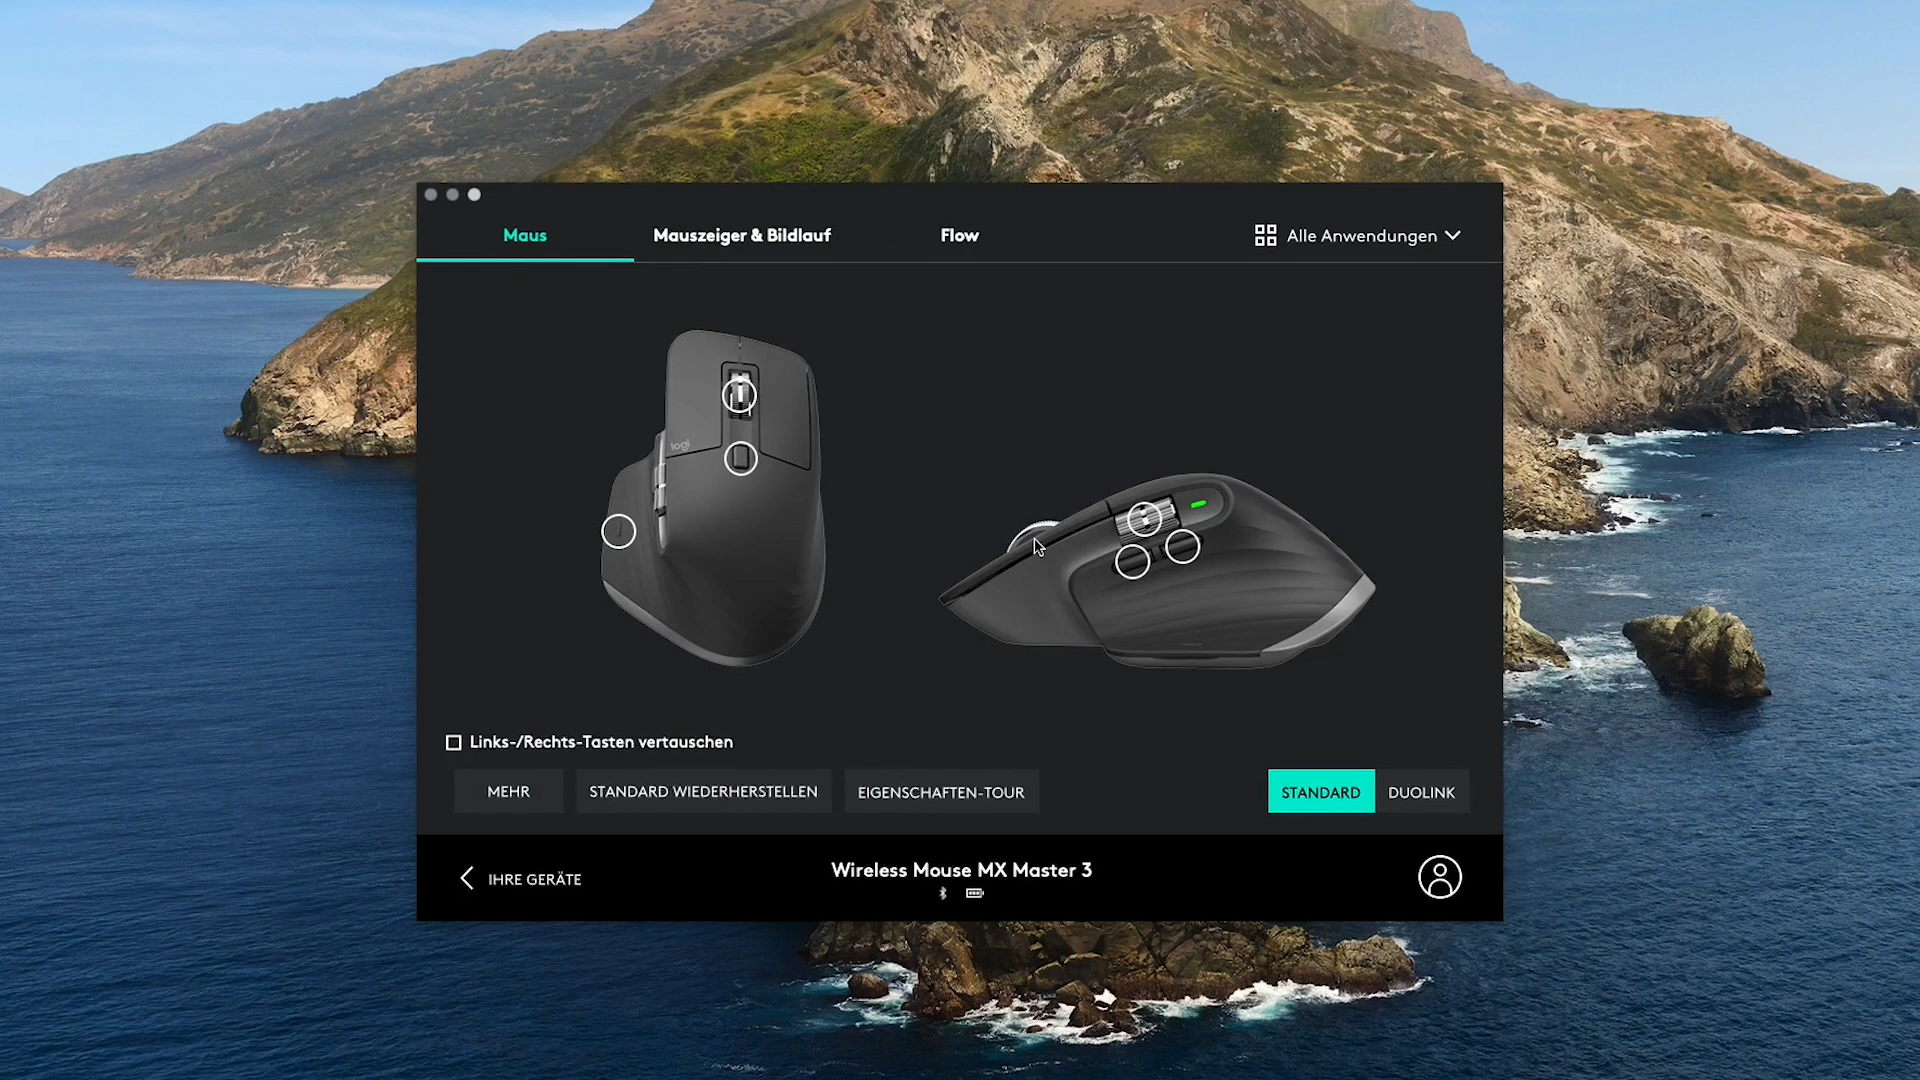 Maus
Mauszeiger & Bildlauf
Flow
Alle Anwendungen
logi
Links-/Rechts-Tasten vertauschen
MEHR
STANDARD WIEDERHERSTELLEN
EIGENSCHAFTEN-TOUR
STANDARD
DUOLINK
IHRE GERÄTE
Wireless Mouse MX Master 3